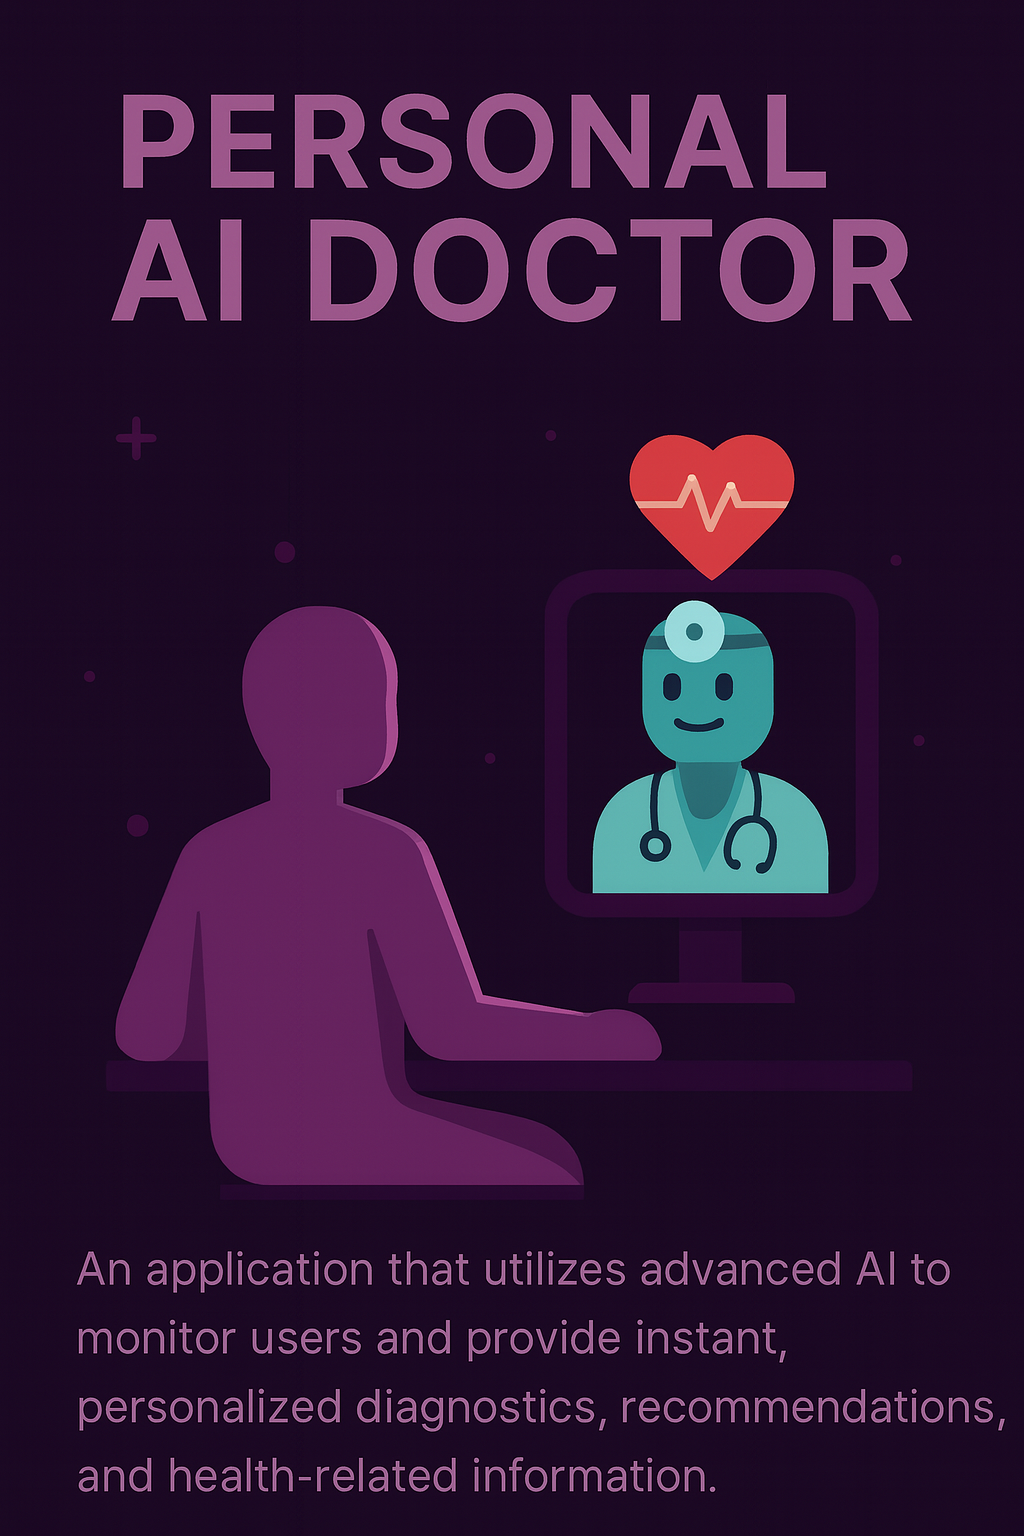 PERSONAL
AI DOCTOR
An application that utilizes advanced AI to
monitor users and provide instant,
personalized diagnostics, recommendations,
and health-related information.